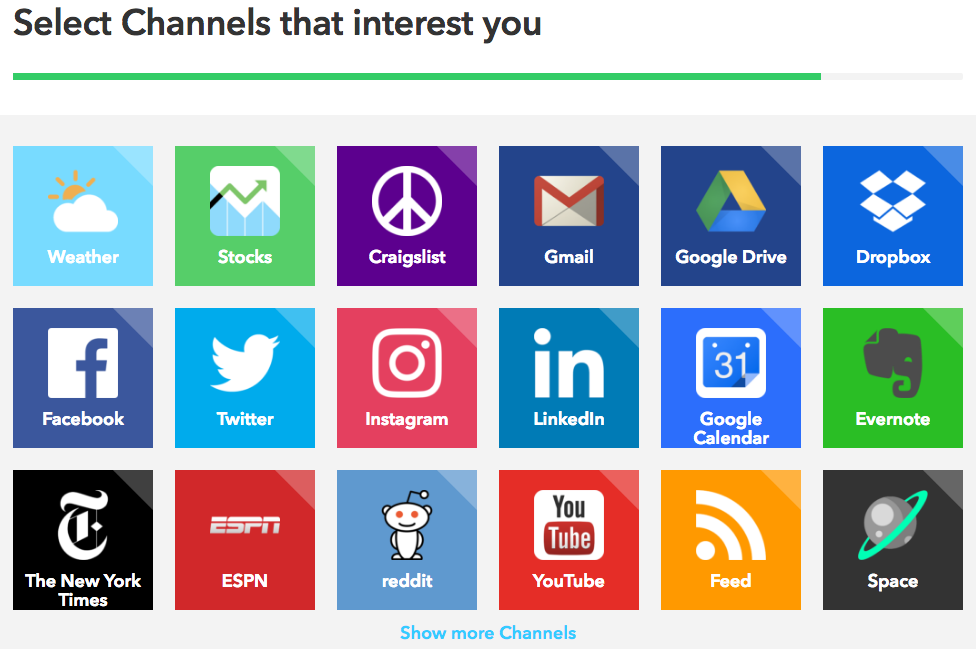 Select Channels that interest you
Weather
Stocks
Craigslist
Gmail
Google Drive
Dropbox
f
Facebook
Twitter
Instagram
in
LinkedIn
31
Google
Calendar
Evernote
T
The New York
Times
ESPN
ESPN
reddit
You
Tube
YouTube
Feed
Space
Show more Channels